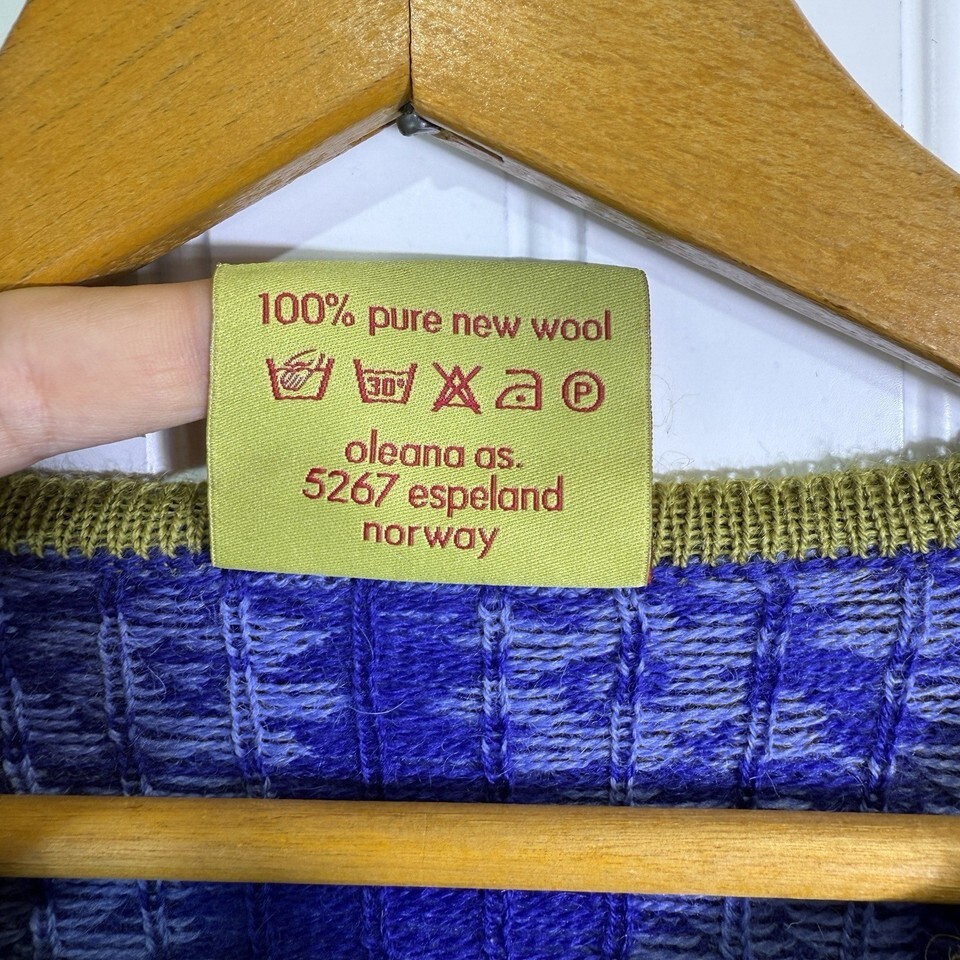 100% pure new wool
30° P
oleana as.
5267 espeland
norway